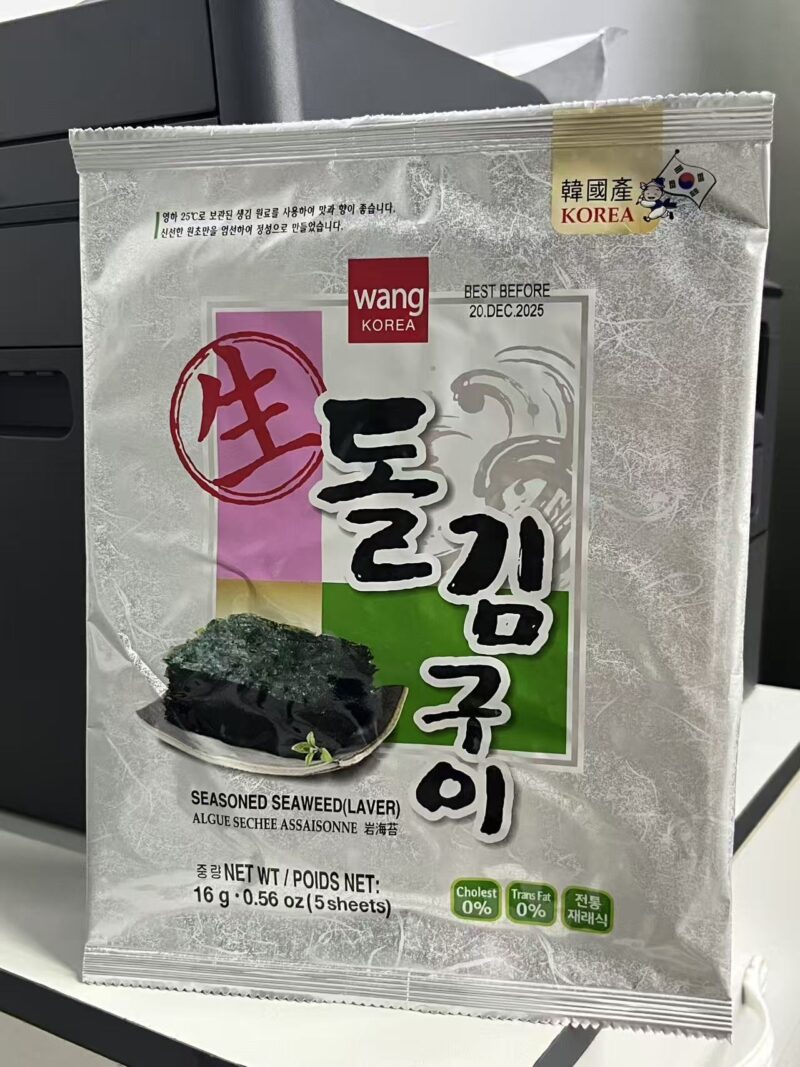 영하 25℃로 보관된 생김 원료를 사용하여 맛과 향이 좋습니다.
신선한 원초만을 엄선하여 정성으로 만들었습니다.
韓國產
KOREA
wang
KOREA
BEST BEFORE
20.DEC.2025
生
돌
김
구
이
SEASONED SEAWEED(LAVER)
ALGUE SECHEE ASSAISONNE 岩海苔
중량 NET WT / POIDS NET:
16 g · 0.56 oz (5 sheets)
Cholest
0%
Trans Fat
0%
전통
재래식